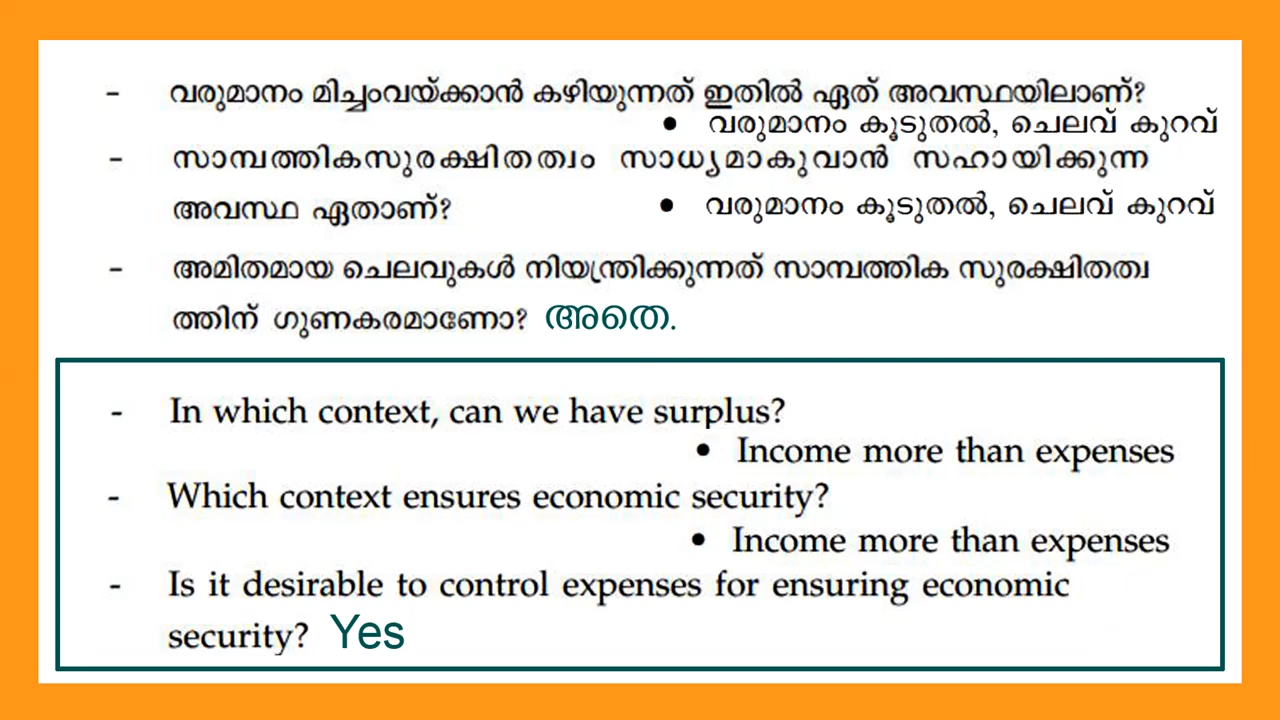 - വരുമാനം മിച്ചംവയ്ക്കാൻ കഴിയുന്നത് ഇതിൽ ഏത് അവസ്ഥയിലാണ്?
• വരുമാനം കൂടുതൽ, ചെലവ് കുറവ്
- സാമ്പത്തികസുരക്ഷിതത്വം സാധ്യമാകുവാൻ സഹായിക്കുന്ന
അവസ്ഥ ഏതാണ്?
• വരുമാനം കൂടുതൽ, ചെലവ് കുറവ്
- അമിതമായ ചെലവുകൾ നിയന്ത്രിക്കുന്നത് സാമ്പത്തിക സുരക്ഷിതത്വ
ത്തിന് ഗുണകരമാണോ? അതെ.
- In which context, can we have surplus?
• Income more than expenses
- Which context ensures economic security?
• Income more than expenses
- Is it desirable to control expenses for ensuring economic
security? Yes